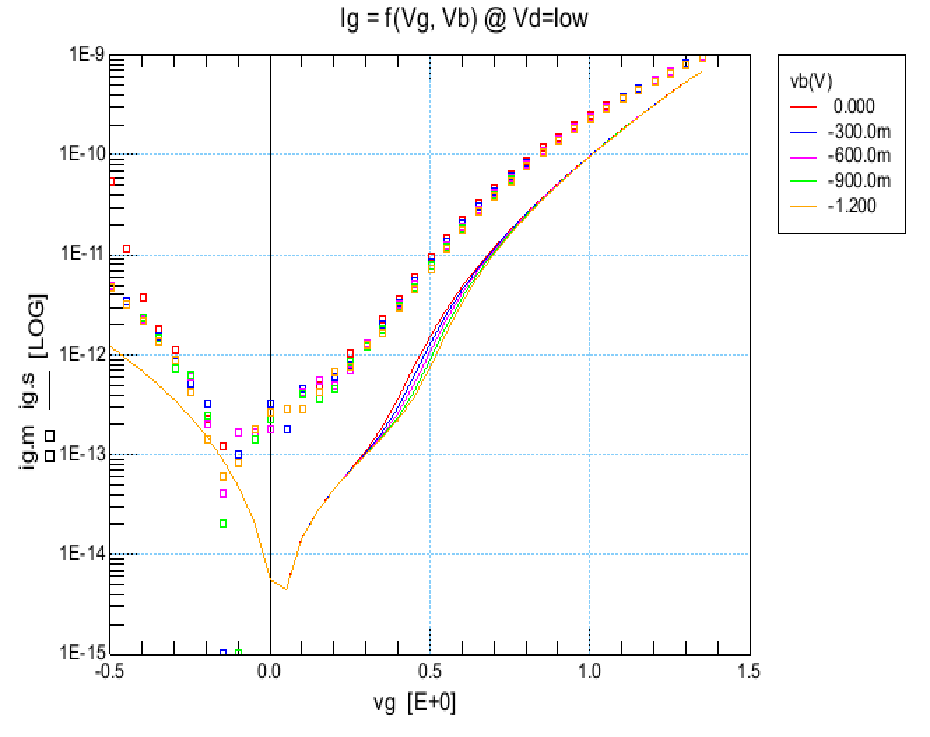 Ig = f(Vg, Vb) @ Vd=low
1E-9
1E-10
1E-11
1E-12
1E-13
1E-14
1E-15
ig.m ig.s [LOG]
-0.5 0.0 0.5 1.0 1.5
vg [E+0]
vb(V)
0.000
-300.0m
-600.0m
-900.0m
-1.200